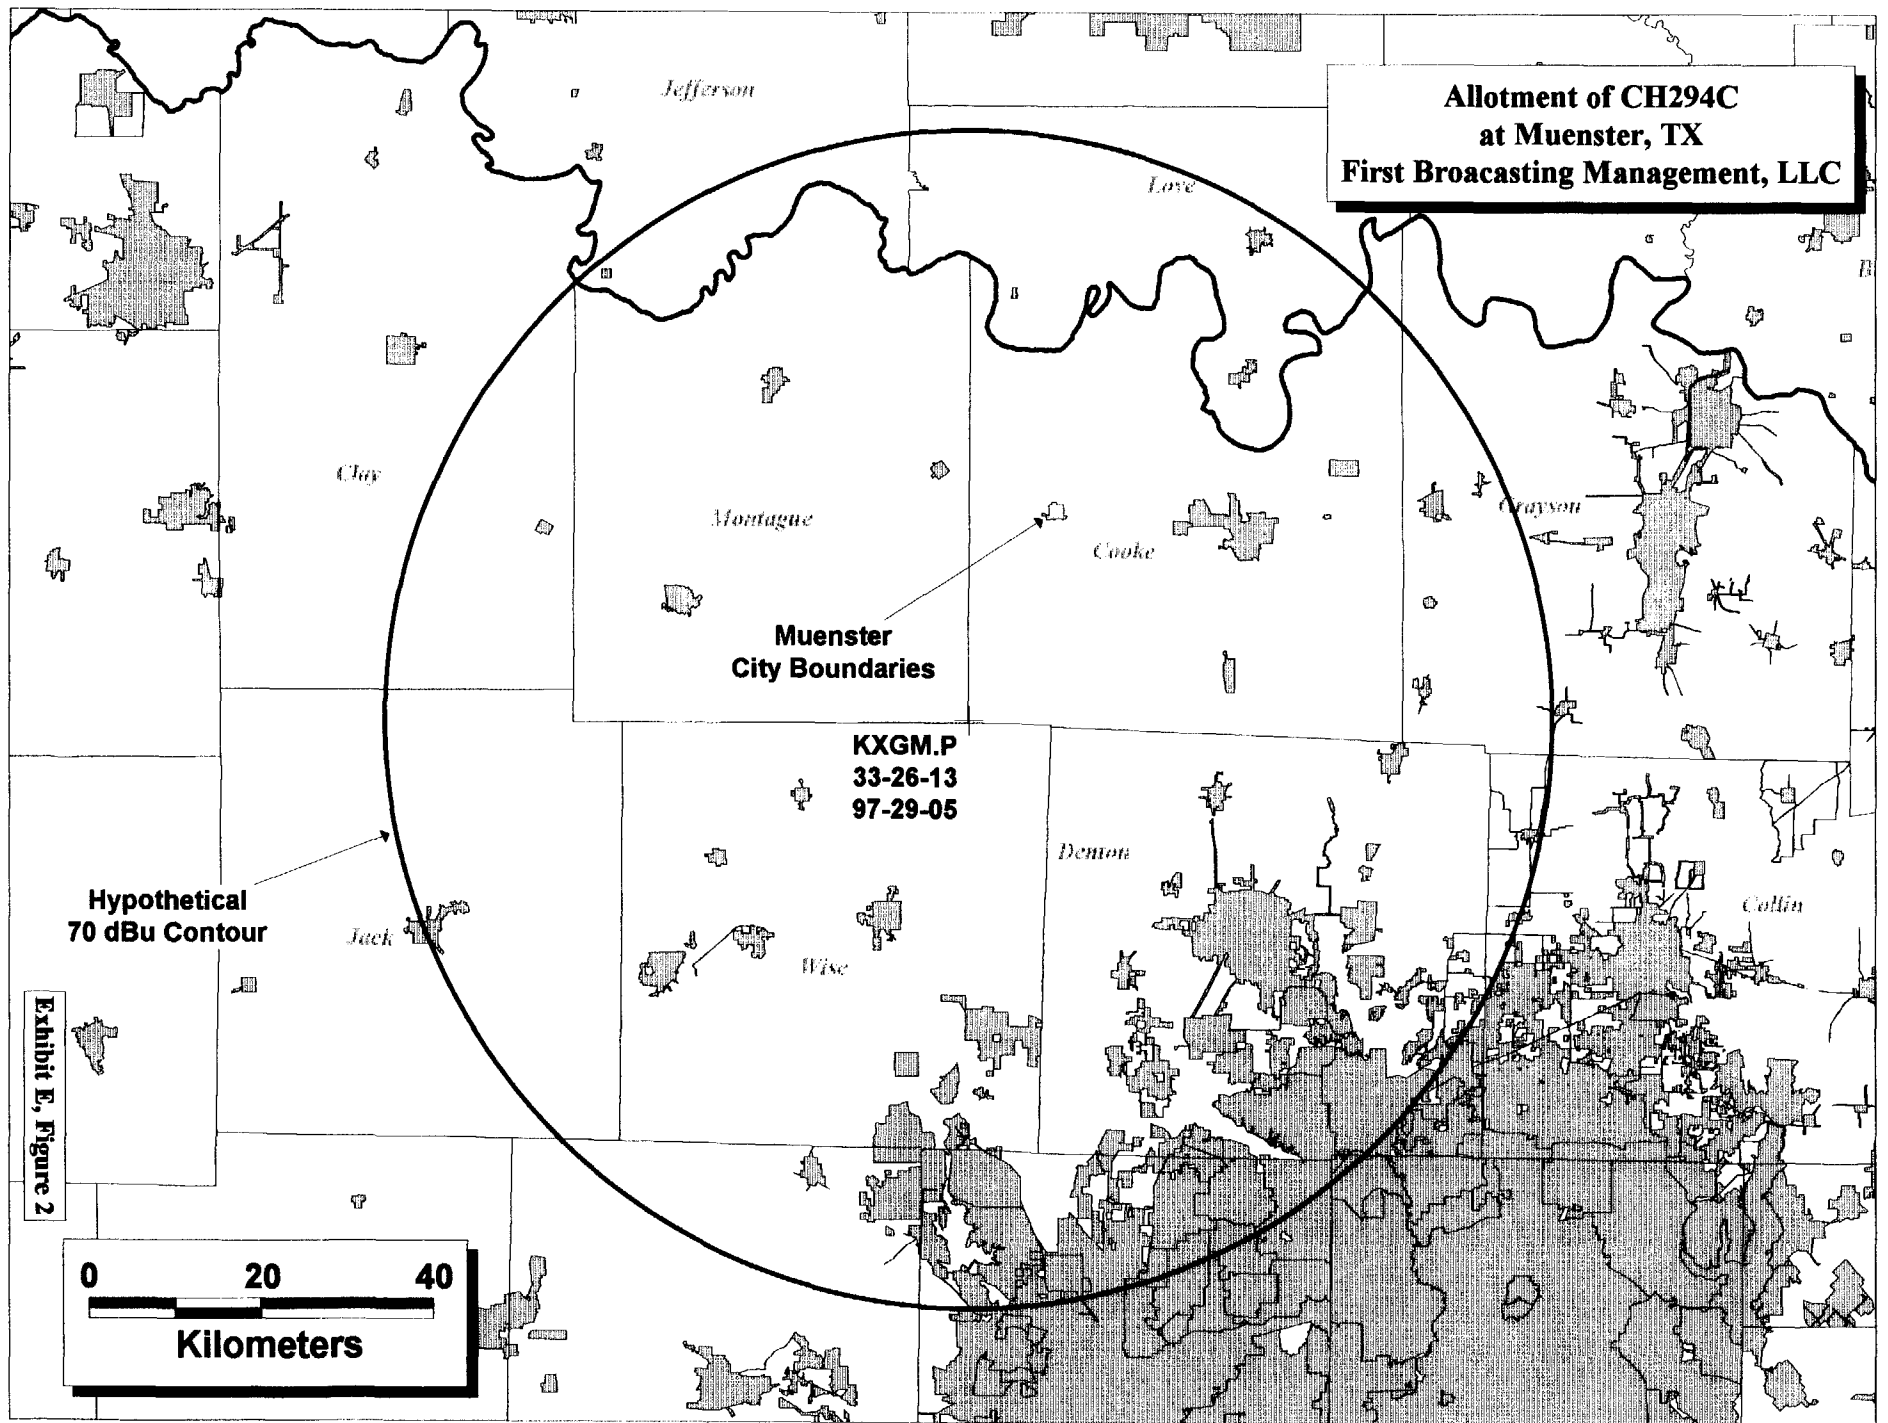 Allotment of CH294C
at Muenster, TX
First Broacasting Management, LLC
Jefferson
Love
Clay
Montague
Cooke
Grayson
Muenster
City Boundaries
KXGM.P
33-26-13
97-29-05
Denton
Collin
Hypothetical
70 dBu Contour
Jack
Wise
Exhibit E, Figure 2
0 20 40
Kilometers